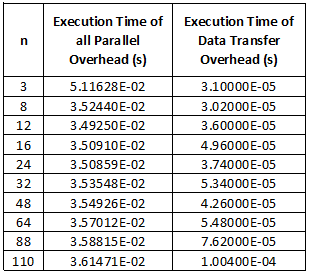 n Execution Time of all Parallel Overhead (s) Execution Time of Data Transfer Overhead (s)
3 5.11628E-02 3.10000E-05
8 3.52440E-02 3.02000E-05
12 3.49250E-02 3.60000E-05
16 3.50910E-02 4.96000E-05
24 3.50859E-02 3.74000E-05
32 3.53548E-02 5.34000E-05
48 3.54926E-02 4.26000E-05
64 3.57012E-02 5.48000E-05
88 3.58815E-02 7.62000E-05
110 3.61471E-02 1.00400E-04